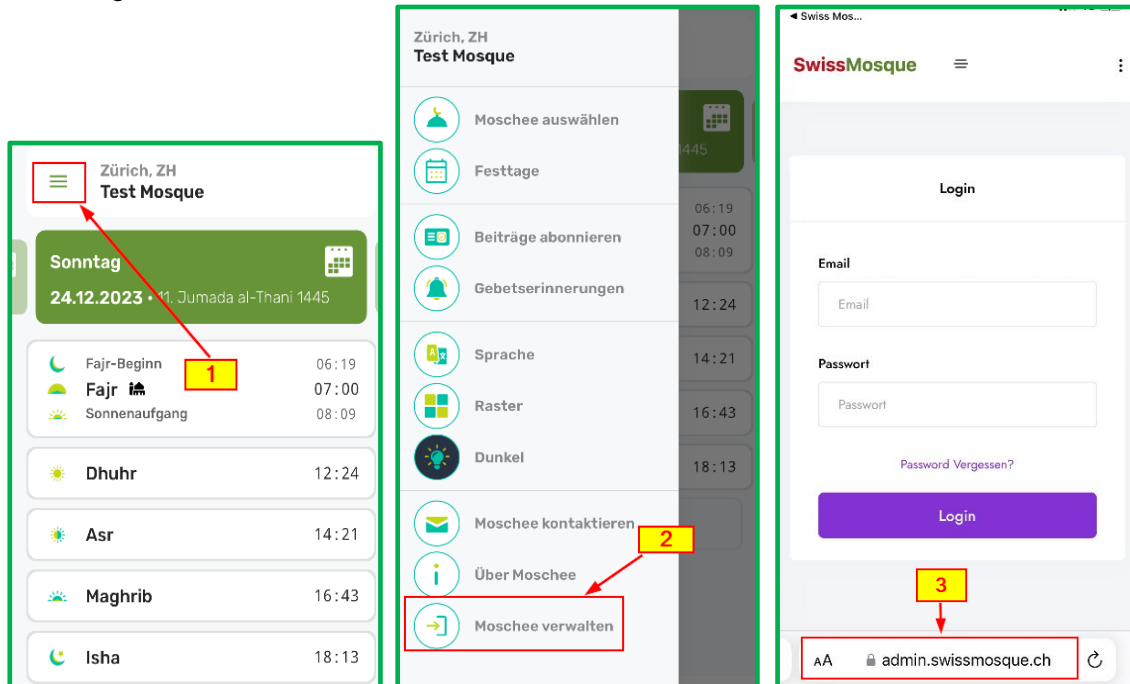 Zürich, ZH
Test Mosque
Sonntag
24.12.2023 • 11. Jumada al-Thani 1445
Fajr-Beginn 06:19
1
Fajr 07:00
Sonnenaufgang 08:09
Dhuhr 12:24
Asr 14:21
Maghrib 16:43
Isha 18:13
Zürich, ZH
Test Mosque
Moschee auswählen
1445
Festtage
06:19
Beiträge abonnieren 07:00
08:09
Gebetserinnerungen 12:24
Sprache 14:21
Raster 16:43
Dunkel 18:13
Moschee kontaktieren
2
Über Moschee
Moschee verwalten
Swiss Mos...
SwissMosque
Login
Email
Email
Passwort
Passwort
Password Vergessen?
Login
3
AA admin.swissmosque.ch